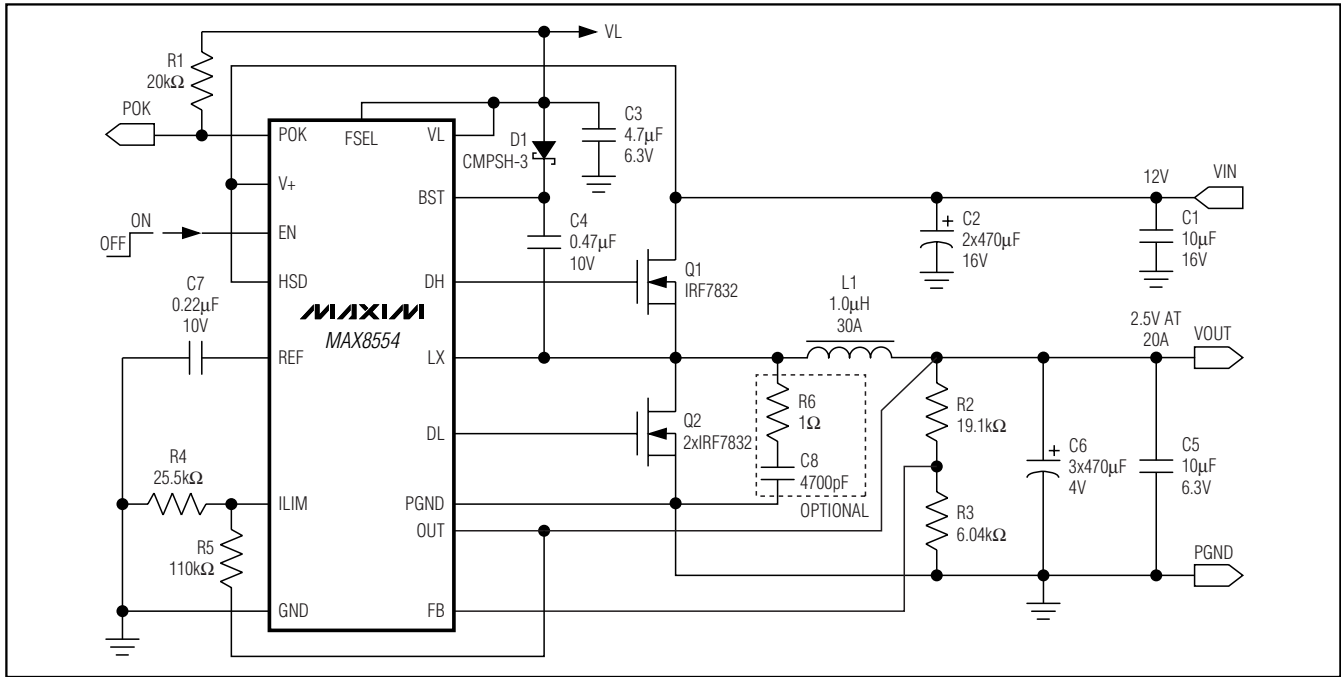 VL
R1
20kΩ
POK
POK
FSEL
VL
D1
CMPSH-3
C3
4.7μF
6.3V
V+
BST
12V
VIN
ON
OFF
EN
C4
0.47μF
10V
+
C2
2x470μF
16V
C1
10μF
16V
HSD
DH
Q1
IRF7832
C7
0.22μF
10V
MAXIM
MAX8554
L1
1.0μH
30A
REF
LX
2.5V AT
20A
VOUT
R6
1Ω
R2
19.1kΩ
DL
Q2
2xIRF7832
C8
4700pF
+
C6
3x470μF
4V
C5
10μF
6.3V
R4
25.5kΩ
ILIM
PGND
OPTIONAL
OUT
R3
6.04kΩ
R5
110kΩ
PGND
GND
FB